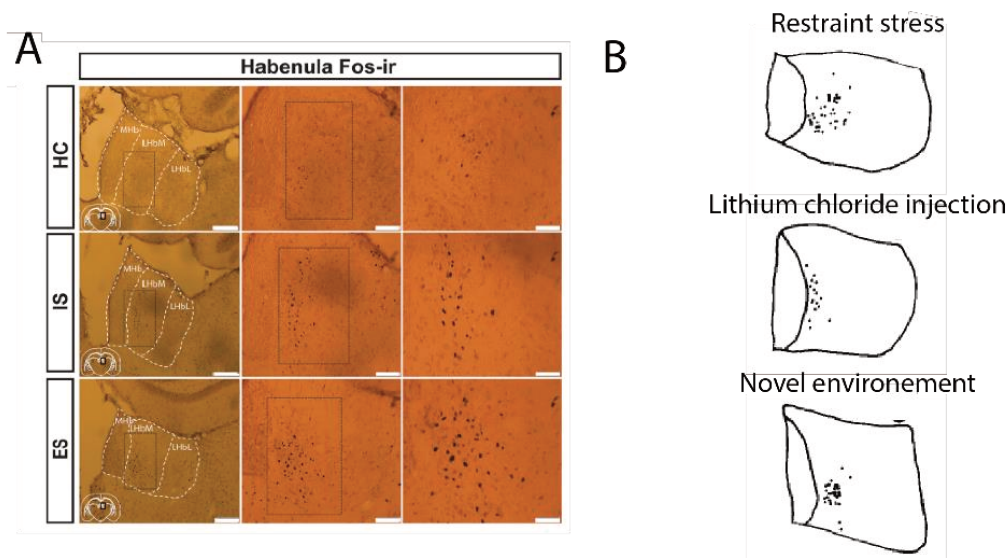 A
Habenula Fos-ir
HC
MHb
LHbM
LHbL
IS
MHb
LHbM
LHbL
ES
MHb
LHbM
LHbL
B
Restraint stress
Lithium chloride injection
Novel environement